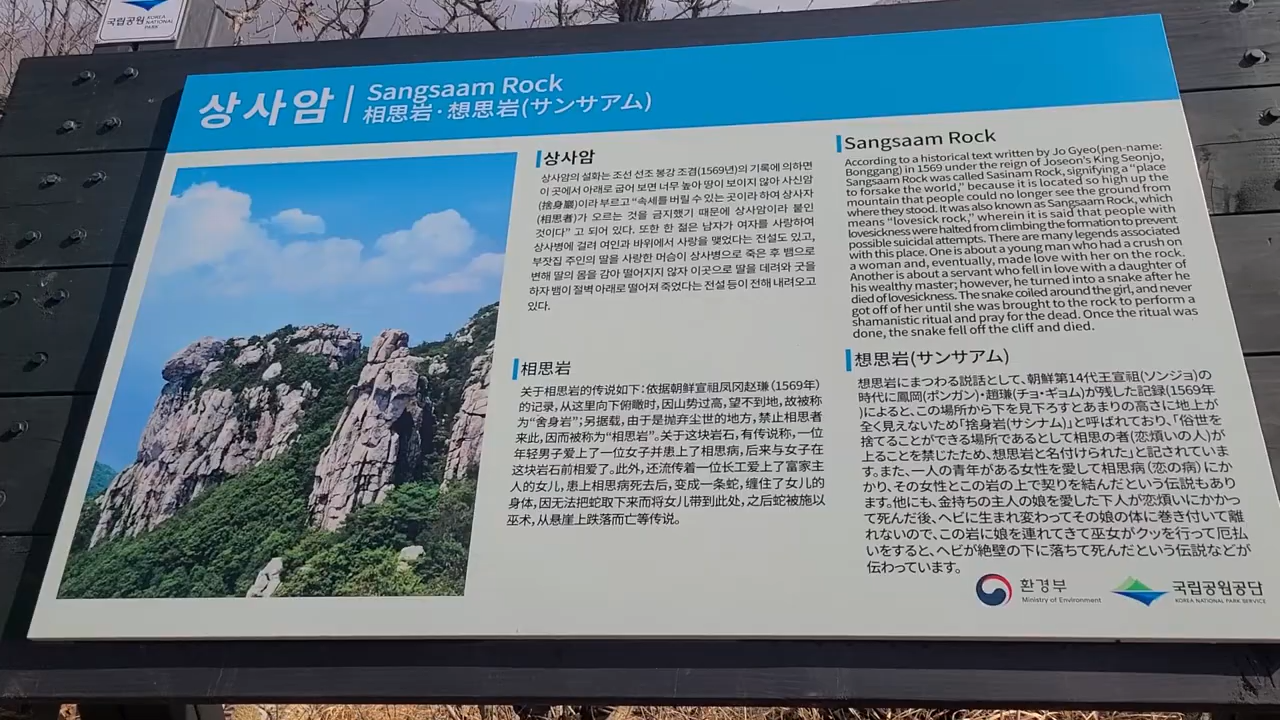 국립공원 KOREA NATIONAL PARK
상사암 | Sangsaam Rock
相思岩·想思岩(サンサアム)
상사암
상사암의 설화는 조선 선조 봉강 조겸(1569년)의 기록에 의하면
이 곳에서 아래로 굽어 보면 너무 높아 땅이 보이지 않아 사신암
(捨身巖)이라 부르고 “속세를 버릴 수 있는 곳이라 하여 상사자
(相思者)가 오르는 것을 금지했기 때문에 상사암이라 붙인
것이다” 고 되어 있다. 또한 한 젊은 남자가 여자를 사랑하여
상사병에 걸려 여인과 바위에서 사랑을 맺었다는 전설도 있고,
부잣집 주인의 딸을 사랑한 머슴이 상사병으로 죽은 후 뱀으로
변해 딸의 몸을 감아 떨어지지 않자 이곳으로 딸을 데려와 굿을
하자 뱀이 절벽 아래로 떨어져 죽었다는 전설 등이 전해 내려오고
있다.
相思岩
关于相思岩的传说如下：依据朝鲜宣祖凤冈赵㻩（1569年）
的记录，从这里向下俯瞰时，因山势过高，望不到地，故被称
为“舍身岩”；另据载，由于是抛弃尘世的地方，禁止相思者
来此，因而被称为“相思岩”。关于这块岩石，有传说称，一位
年轻男子爱上了一位女子并患上了相思病，后来与女子在
这块岩石前相爱了。此外，还流传着一位长工爱上了富家主
人的女儿，患上相思病死去后，变成一条蛇，缠住了女儿的
身体，因无法把蛇取下来而将女儿带到此处，之后蛇被施以
巫术，从悬崖上跌落而亡等传说。
Sangsaam Rock
According to a historical text written by Jo Gyeo(pen-name:
Bonggang) in 1569 under the reign of Joseon's King Seonjo,
Sangsaam Rock was called Sasinam Rock, signifying a “place
to forsake the world,” because it is located so high up the
mountain that people could no longer see the ground from
where they stood. It was also known as Sangsaam Rock, which
means “lovesick rock,” wherein it is said that people with
lovesickness were halted from climbing the formation to prevent
possible suicidal attempts. There are many legends associated
with this place. One is about a young man who had a crush on
a woman and, eventually, made love with her on the rock.
Another is about a servant who fell in love with a daughter of
his wealthy master; however, he turned into a snake after he
died of lovesickness. The snake coiled around the girl, and never
got off of her until she was brought to the rock to perform a
shamanistic ritual and pray for the dead. Once the ritual was
done, the snake fell off the cliff and died.
想思岩(サンサアム)
想思岩にまつわる説話として、朝鮮第14代王宣祖(ソンジョ)の
時代に鳳岡(ポンガン)・趙㻩(チョ・ギョム)が残した記録(1569年
)によると、この場所から下を見下ろすとあまりの高さに地上が
全く見えないため「捨身岩(サシナム)」と呼ばれており、「俗世を
捨てることができる場所であるとして相思の者(恋煩いの人)が
上ることを禁じたため、想思岩と名付けられた」と記されていま
す。また、一人の青年がある女性を愛して相思病(恋の病)にか
かり、その女性とこの岩の上で契りを結んだという伝説もあり
ます。他にも、金持ちの主人の娘を愛した下人が恋煩いにかかっ
て死んだ後、ヘビに生まれ変わってその娘の体に巻き付いて離
れないので、この岩に娘を連れてきて巫女がクッを行って厄払
いをすると、ヘビが絶壁の下に落ちて死んだという伝説などが
伝わっています。
환경부
Ministry of Environment
국립공원공단
KOREA NATIONAL PARK SERVICE